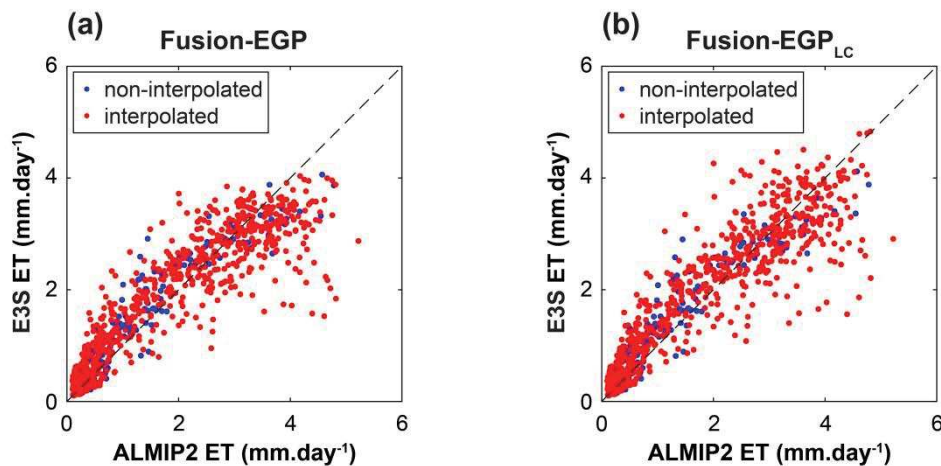 (a)
Fusion-EGP
6
non-interpolated
interpolated
4
2
0
0 2 4 6
E3S ET (mm.day-1)
ALMIP2 ET (mm.day-1)
(b)
Fusion-EGPLC
6
non-interpolated
interpolated
4
2
0
0 2 4 6
E3S ET (mm.day-1)
ALMIP2 ET (mm.day-1)